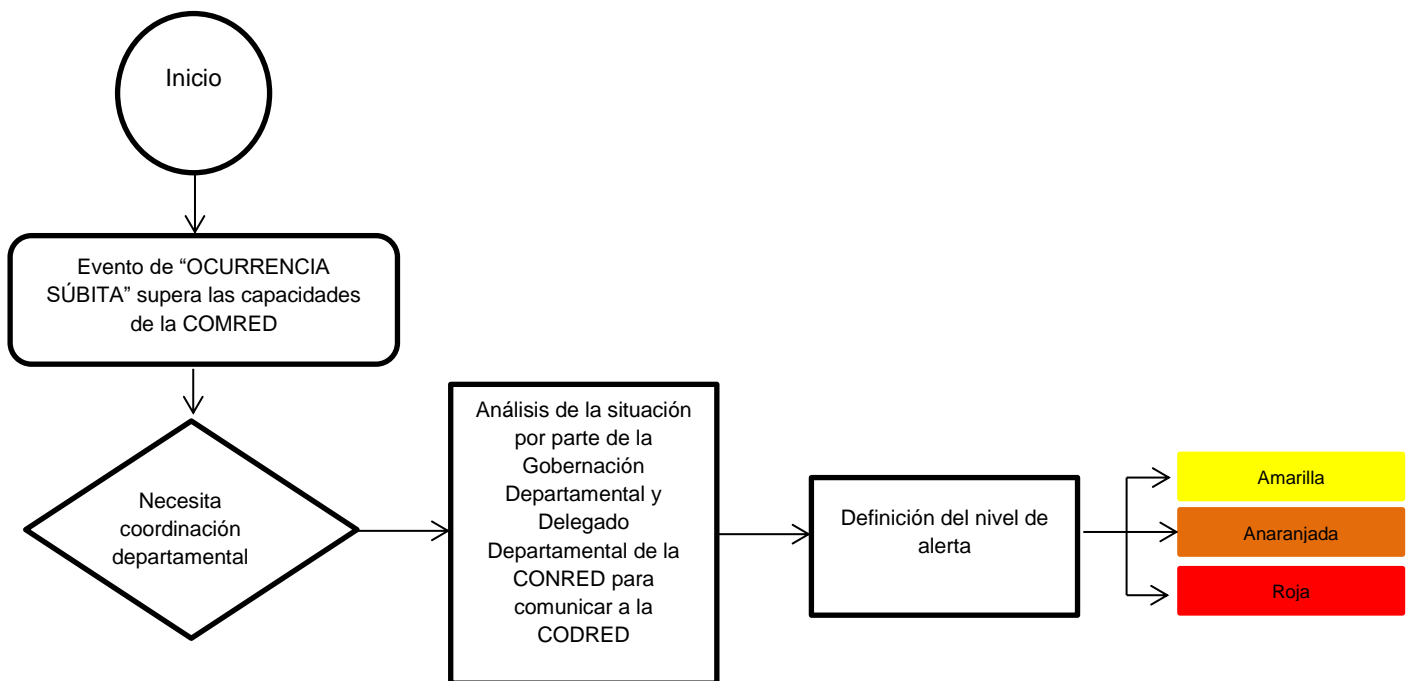 Inicio
Evento de “OCURRENCIA
SÚBITA” supera las capacidades
de la COMRED
Necesita
coordinación
departamental
Análisis de la situación
por parte de la
Gobernación
Departamental y
Delegado
Departamental de la
CONRED para
comunicar a la
CODRED
Definición del nivel de
alerta
Amarilla
Anaranjada
Roja